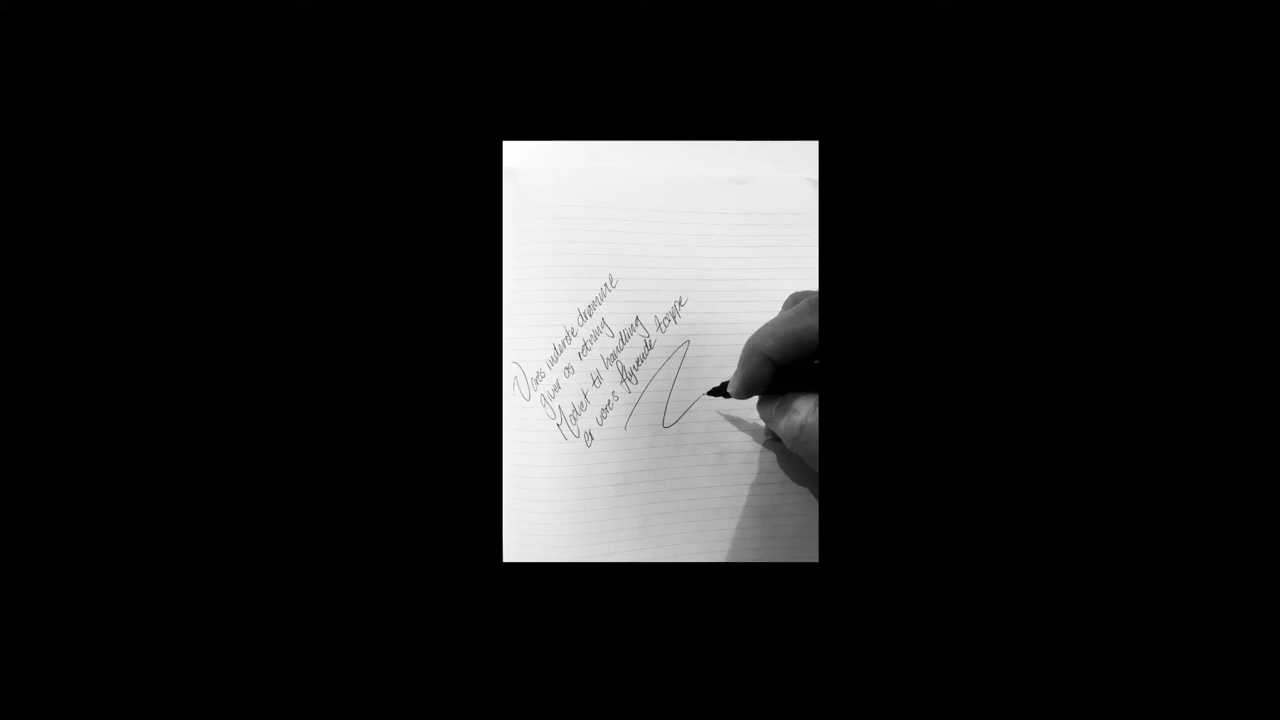 Vores inderste drømme
giver os retning
Modet til handling
er vores flyvende tæppe